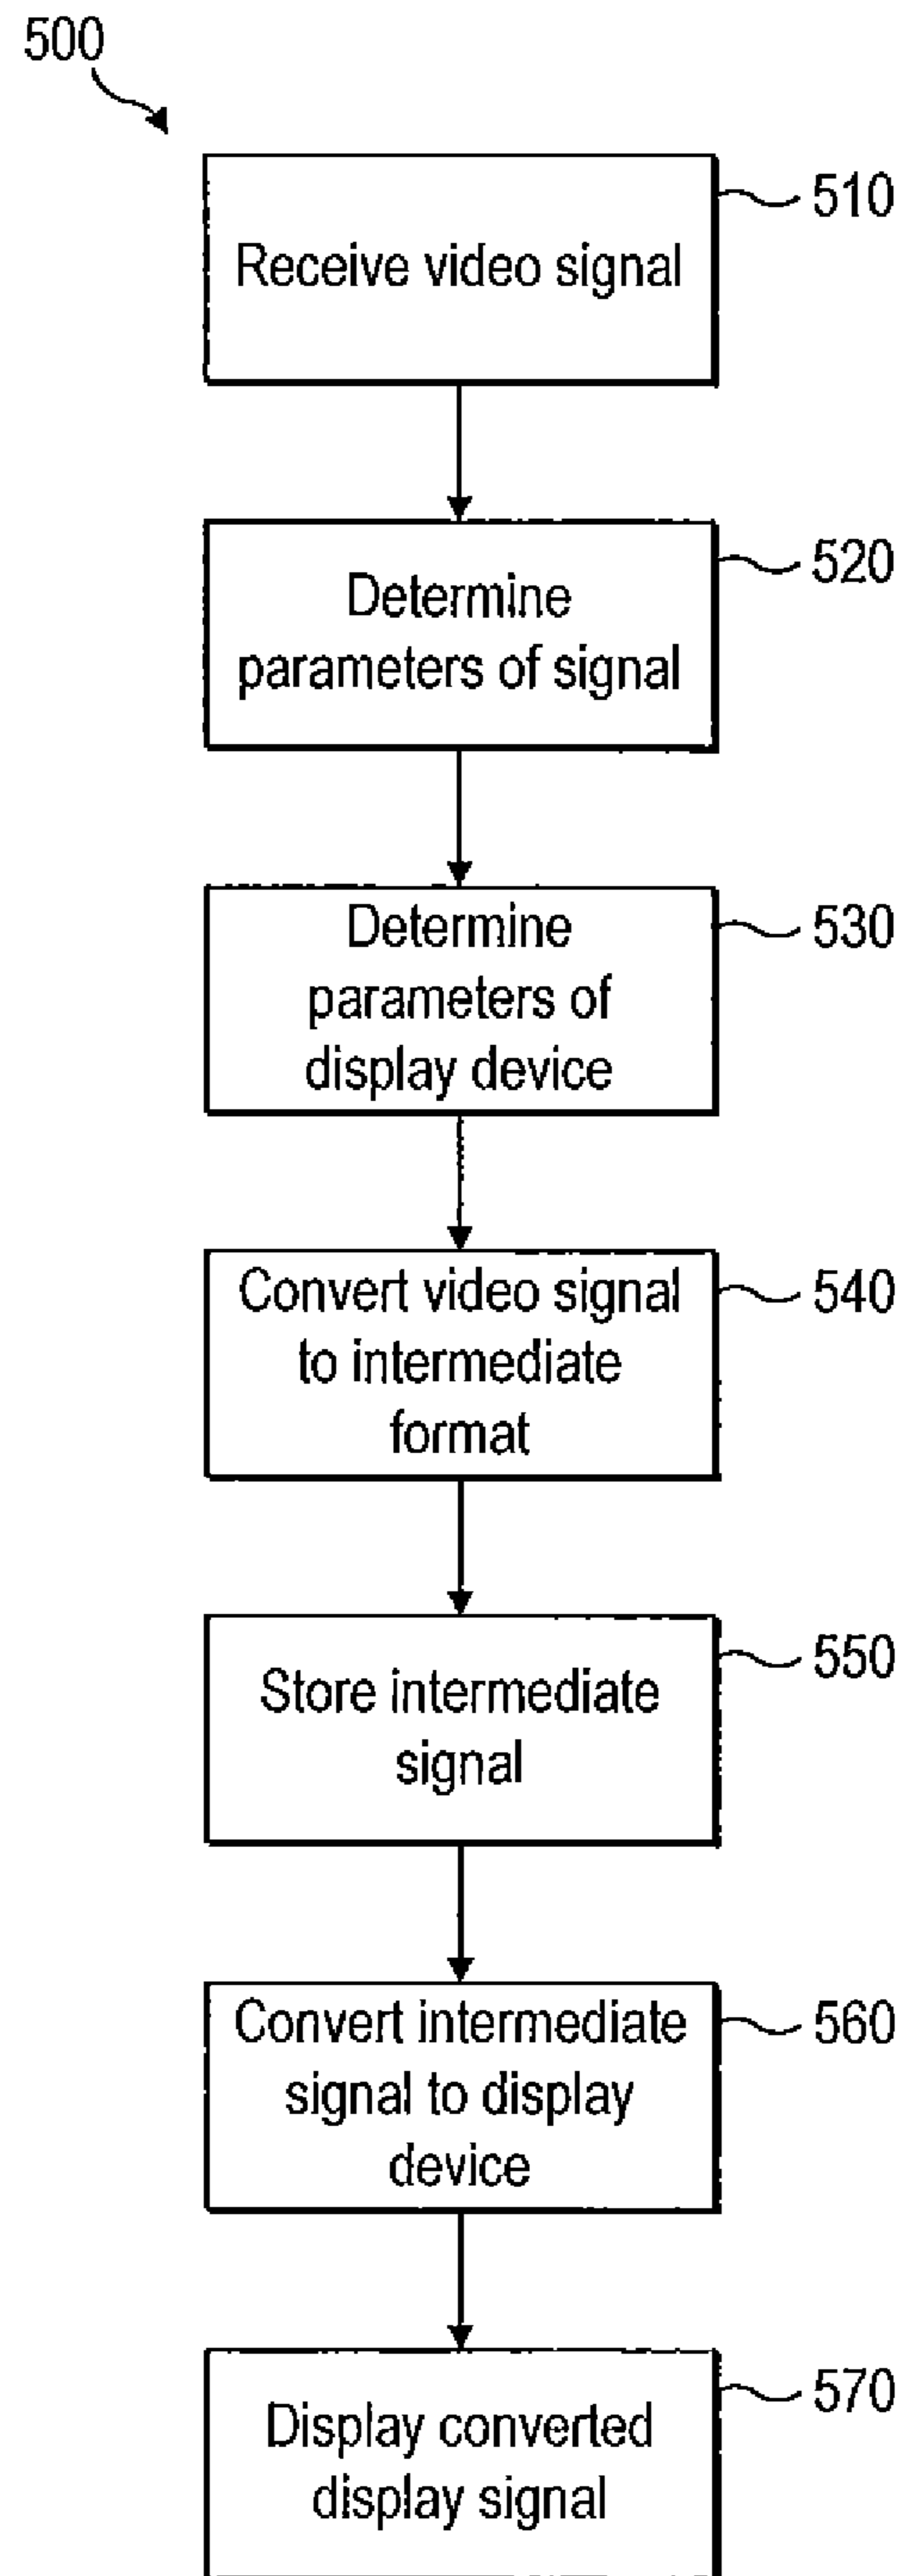 500
Receive video signal
510
Determine
parameters of signal
520
Determine
parameters of
display device
530
Convert video signal
to intermediate
format
540
Store intermediate
signal
550
Convert intermediate
signal to display
device
560
Display converted
display signal
570